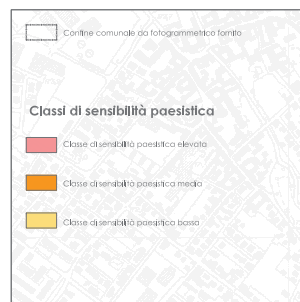 Confine comunale da fotogrammetrico fornito
Classi di sensibilità paesistica
Classe di sensibilità paesistica elevata
Classe di sensibilità paesistica media
Classe di sensibilità paesistica bassa